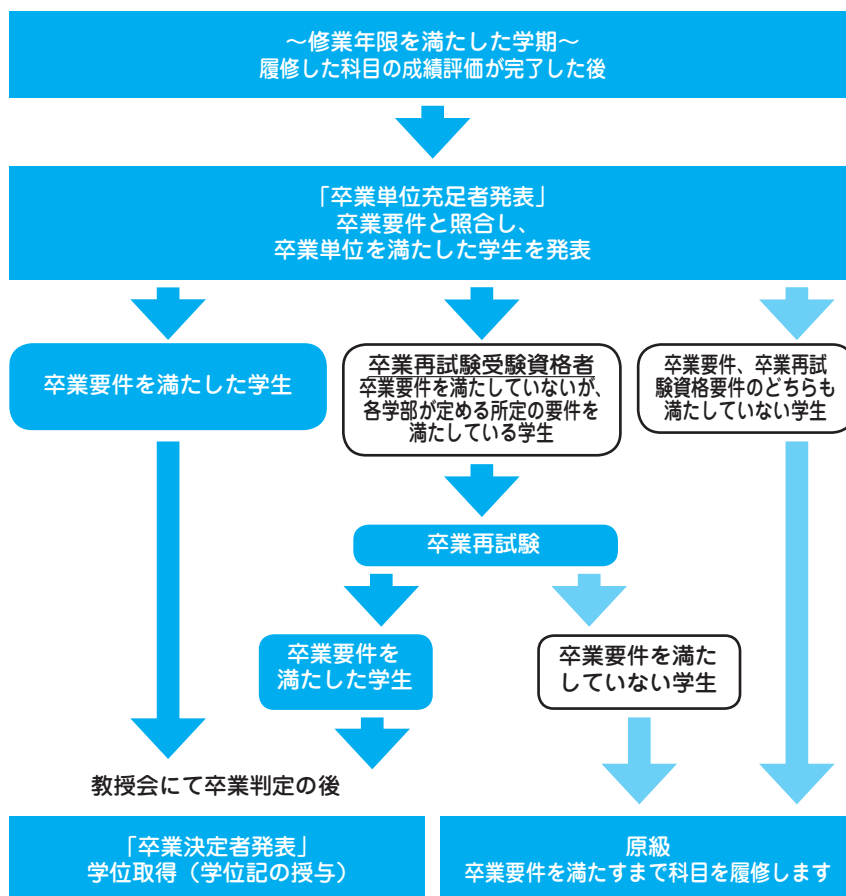 ～修業年限を満たした学期～
履修した科目の成績評価が完了した後
「卒業単位充足者発表」
卒業要件と照合し、
卒業単位を満たした学生を発表
卒業要件を満たした学生
卒業再試験受験資格者
卒業要件を満たしていないが、
各学部が定める所定の要件を
満たしている学生
卒業要件、卒業再試
験資格要件のどちらも
満たしていない学生
卒業再試験
卒業要件を
満たした学生
卒業要件を満た
していない学生
教授会にて卒業判定の後
「卒業決定者発表」
学位取得（学位記の授与）
原級
卒業要件を満たすまで科目を履修します